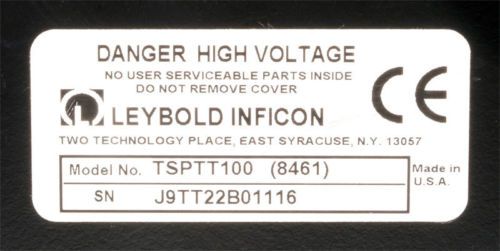 DANGER HIGH VOLTAGE
NO USER SERVICEABLE PARTS INSIDE
DO NOT REMOVE COVER
L LEYBOLD INFICON
CE
TWO TECHNOLOGY PLACE, EAST SYRACUSE, N.Y. 13057
Model No. TSPTT100 (8461)
SN J9TT22B01116
Made in
U.S.A.